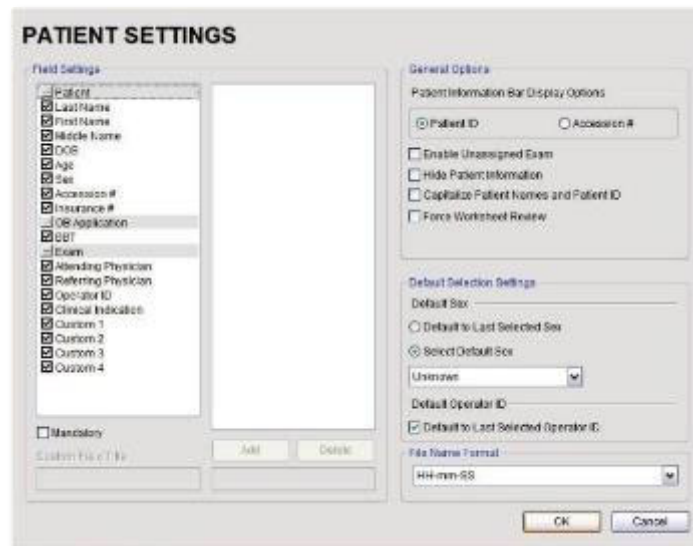 PATIENT SETTINGS
Field Settings
Patient
Last Name
First Name
Middle Name
DOB
Age
Sex
Accession #
Insurance #
OB Application
BBT
Exam
Attending Physician
Referring Physician
Operator ID
Clinical Indication
Custom 1
Custom 2
Custom 3
Custom 4
Mandatory
Custom Field Title
Add
Delete
General Options
Patient Information Bar Display Options
Patient ID
Accession #
Enable Unassigned Exam
Hide Patient Information
Capitalize Patient Names and Patient ID
Force Worksheet Review
Default Selection Settings
Default Sex
Default to Last Selected Sex
Select Default Sex
Unknown
Default Operator ID
Default to Last Selected Operator ID
File Name Format
HH-mm-SS
OK
Cancel